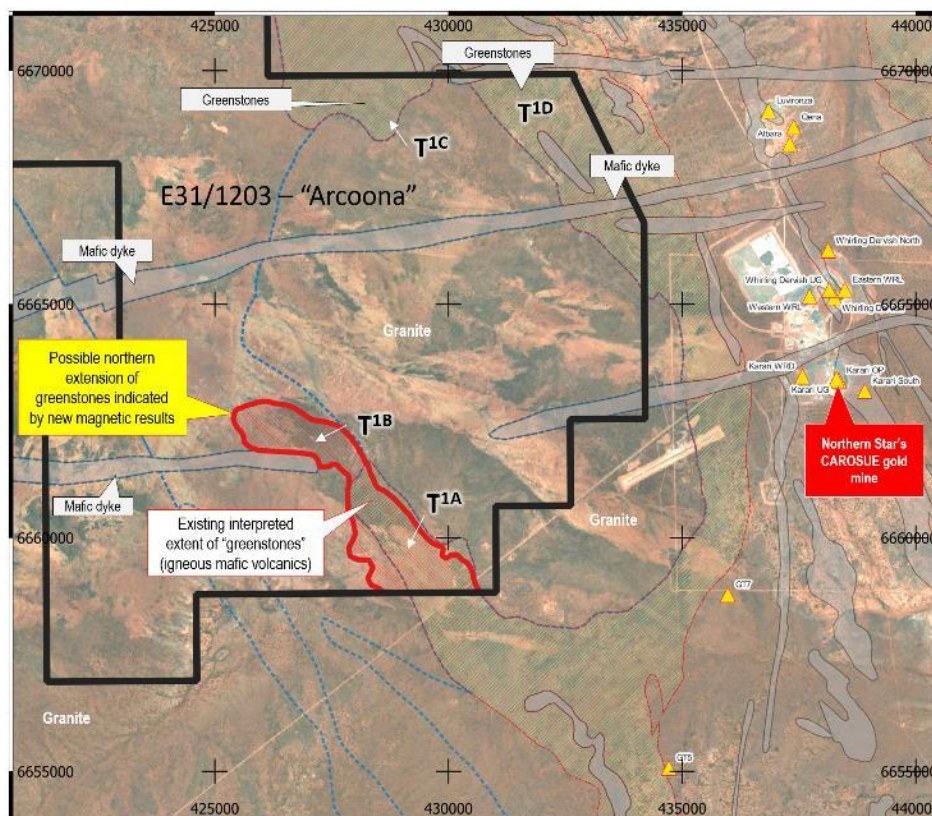 425000
430000
435000
440000
6670000
6670000
Greenstones
Greenstones
T1D
T1C
Luvironza
Qena
Albara
Mafic dyke
E31/1203 – "Arcoona"
Mafic dyke
Whirling Dervish North
Whirling Dervish UG
Eastern WRL
Western WRL
Whirling Dervish
6665000
6665000
Granite
Possible northern
extension of
greenstones indicated
by new magnetic results
Karari WRD
Karari OP
Karari UG
Karari South
T1B
Northern Star's
CAROSUE gold
mine
Mafic dyke
T1A
Existing interpreted
extent of "greenstones"
(igneous mafic volcanics)
Granite
6660000
6660000
GT7
Granite
GT5
6655000
6655000
425000
430000
435000
440000